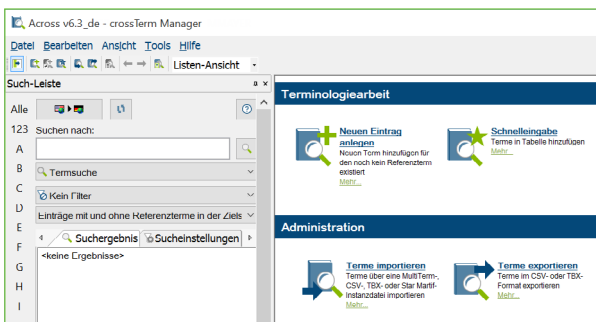 Across v6.3_de - crossTerm Manager
Datei Bearbeiten Ansicht Tools Hilfe
Listen-Ansicht
Such-Leiste
Alle
123
A
B
C
D
E
F
G
H
I
Suchen nach:
Termsuche
Kein Filter
Einträge mit und ohne Referenzterme in der Ziels
Suchergebnis Sucheinstellungen
<keine Ergebnisse>
Terminologiearbeit
Neuen Eintrag
anlegen
Neuen Term hinzufügen für
den noch kein Referenzterm
existiert
Mehr...
Schnelleingabe
Terme in Tabelle hinzufügen
Mehr...
Administration
Terme importieren
Terme über eine MultiTerm-,
CSV-, TBX- oder Star Martif-
Instanzdatei importieren
Mehr...
Terme exportieren
Terme im CSV- oder TBX-
Format exportieren
Mehr...